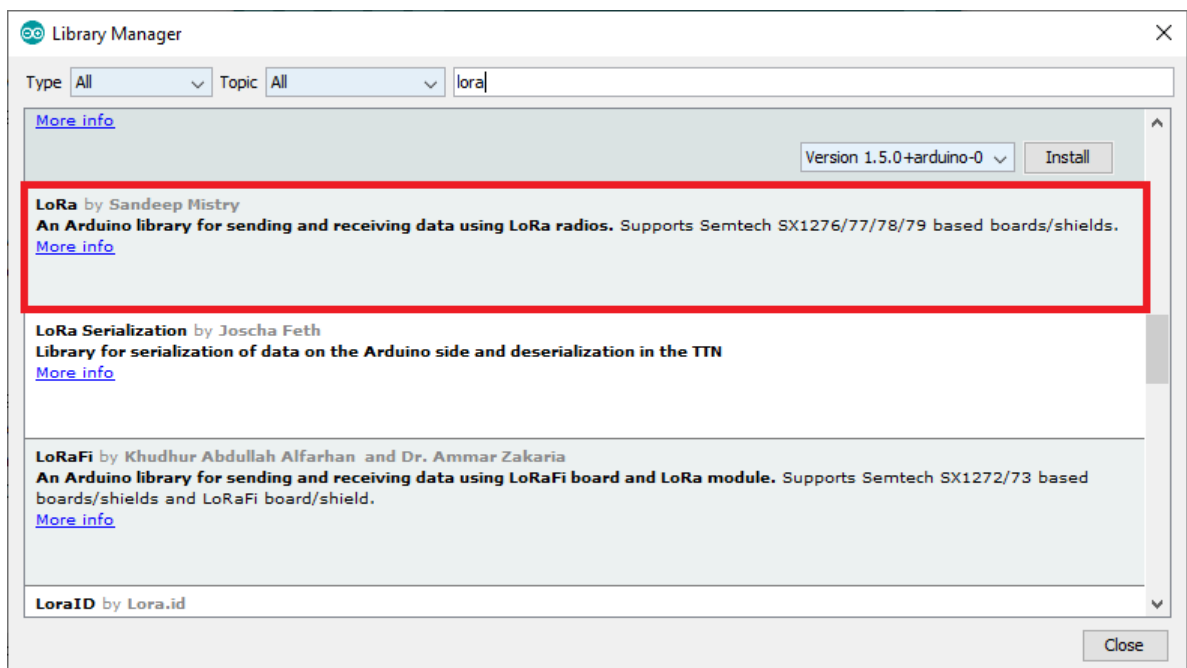 Library Manager
Type All Topic All lora
More info
Version 1.5.0+arduino-0 Install
LoRa by Sandeep Mistry
An Arduino library for sending and receiving data using LoRa radios. Supports Semtech SX1276/77/78/79 based boards/shields.
More info
LoRa Serialization by Joscha Feth
Library for serialization of data on the Arduino side and deserialization in the TTN
More info
LoRaFi by Khudhur Abdullah Alfarhan and Dr. Ammar Zakaria
An Arduino library for sending and receiving data using LoRaFi board and LoRa module. Supports Semtech SX1272/73 based
boards/shields and LoRaFi board/shield.
More info
LoraID by Lora.id
Close